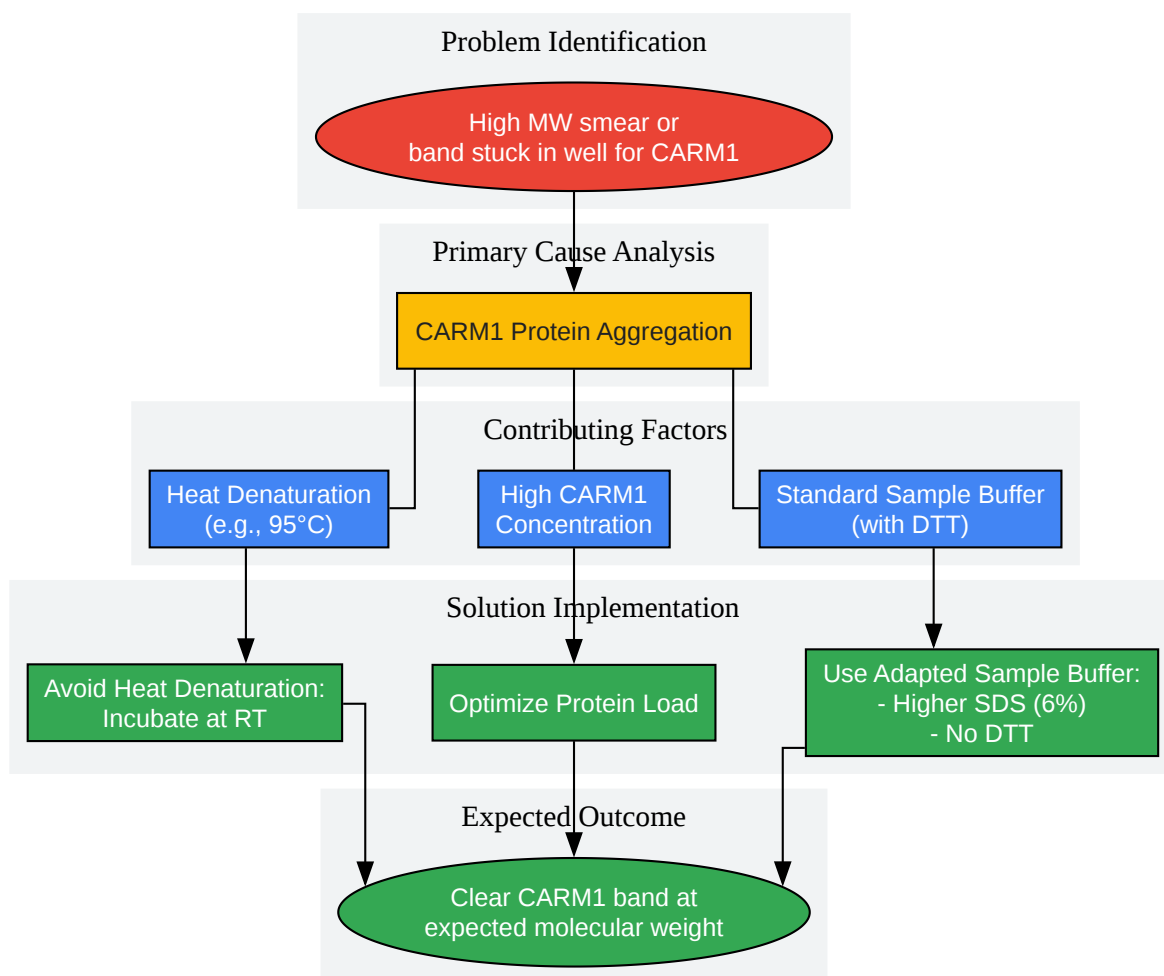 Problem Identification
High MW smear or
band stuck in well for CARM1
Primary Cause Analysis
CARM1 Protein Aggregation
Contributing Factors
Heat Denaturation
(e.g., 95°C)
High CARM1
Concentration
Standard Sample Buffer
(with DTT)
Solution Implementation
Avoid Heat Denaturation:
Incubate at RT
Optimize Protein Load
Use Adapted Sample Buffer:
- Higher SDS (6%)
- No DTT
Expected Outcome
Clear CARM1 band at
expected molecular weight